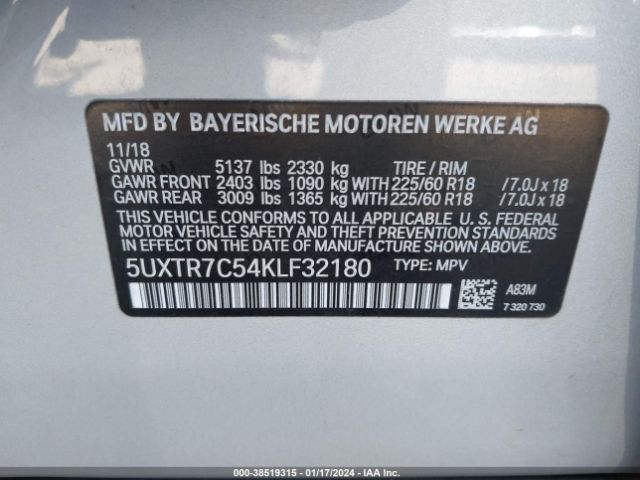 MFD BY BAYERISCHE MOTOREN WERKE AG
11/18
GVWR 5137 lbs 2330 kg TIRE / RIM
GAWR FRONT 2403 lbs 1090 kg WITH 225/60 R18 / 7.0J x 18
GAWR REAR 3009 lbs 1365 kg WITH 225/60 R18 / 7.0J x 18
THIS VEHICLE CONFORMS TO ALL APPLICABLE U. S. FEDERAL
MOTOR VEHICLE SAFETY, BUMPER, AND THEFT PREVENTION
STANDARDS IN EFFECT ON THE DATE OF MANUFACTURE SHOWN ABOVE.
5UXTR7C54KLF32180 TYPE: MPV
A83M
7 320 730
© - 38519315 - 01/17/2024 - IAA Inc.